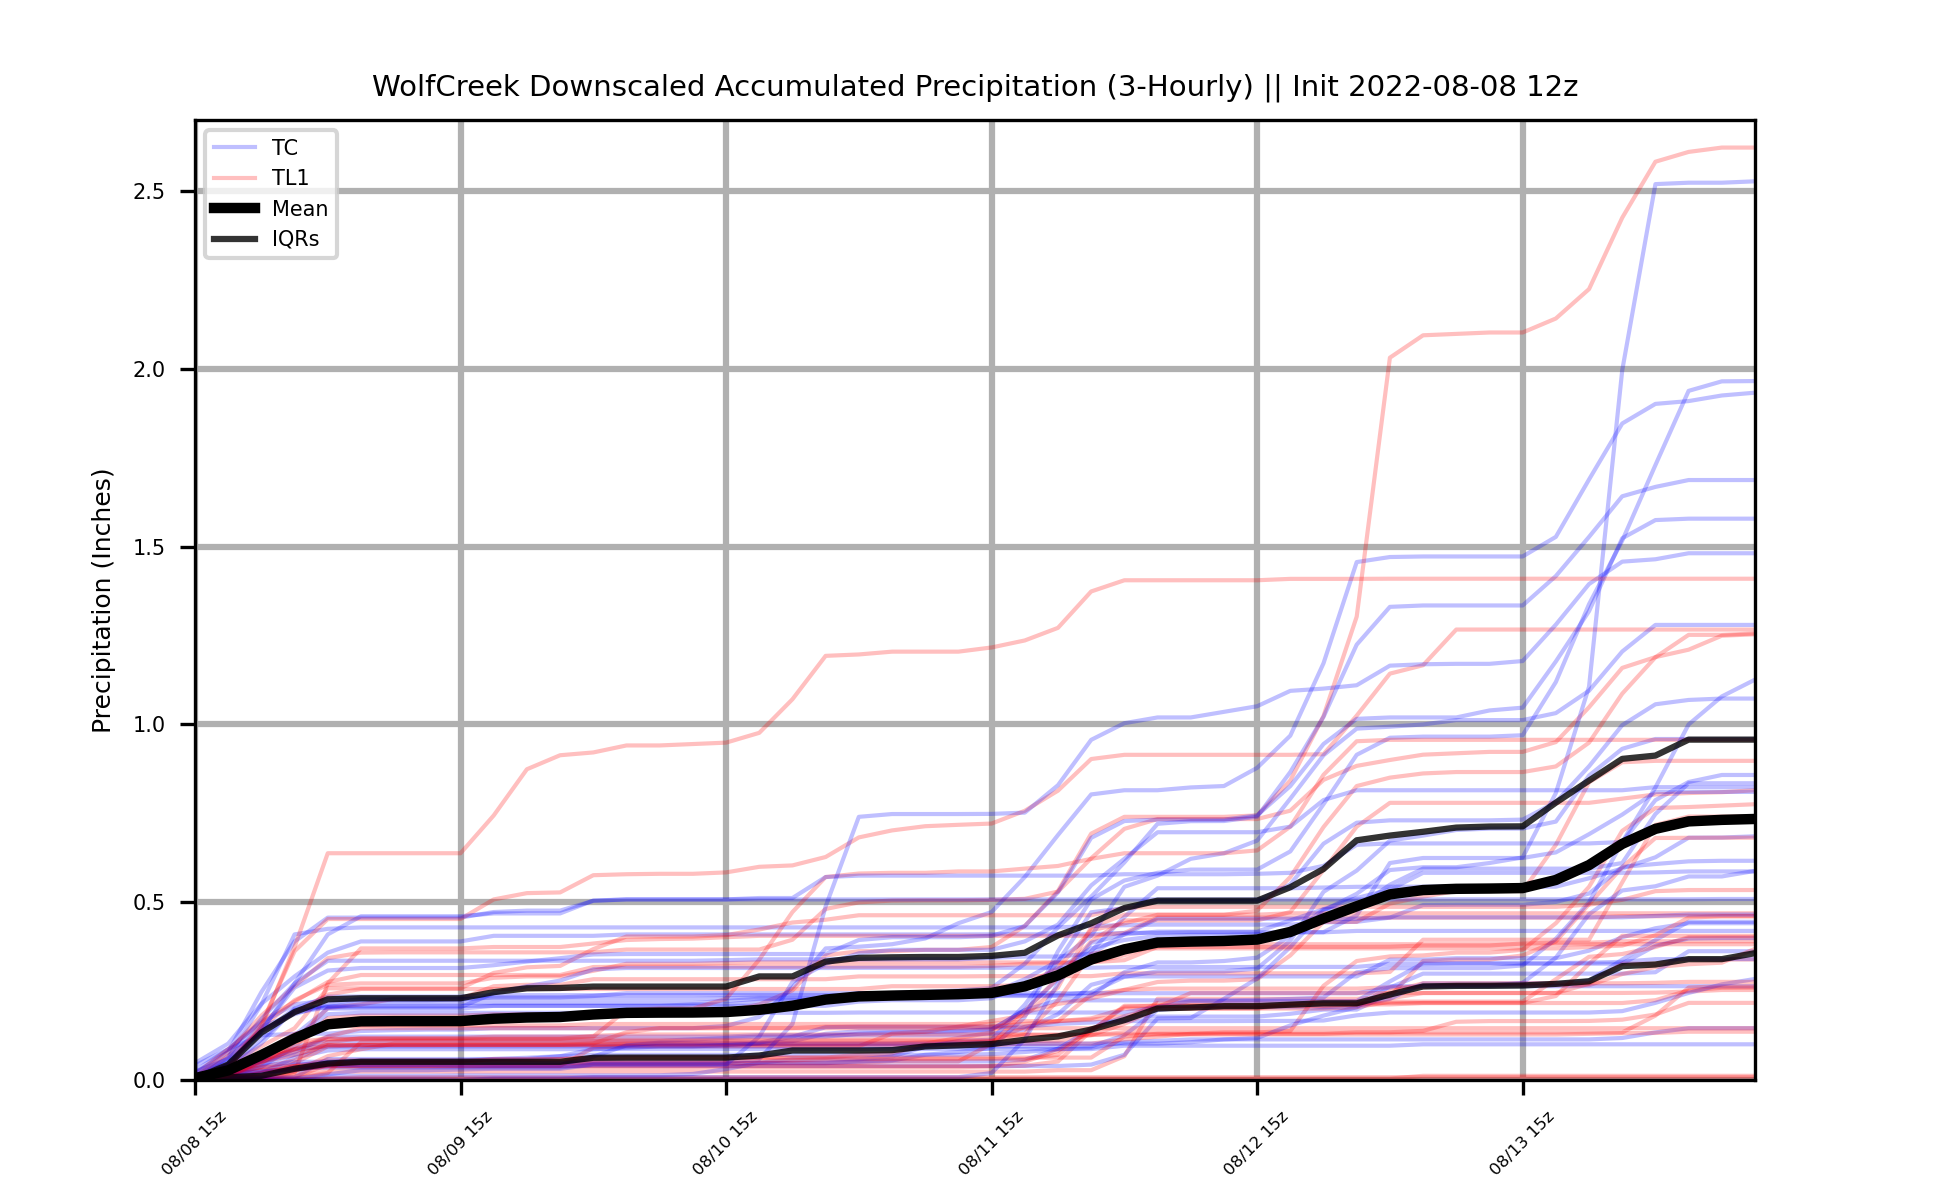 WolfCreek Downscaled Accumulated Precipitation (3-Hourly) || Init 2022-08-08 12z
TC
TL1
Mean
IQRs
Precipitation (Inches)
2.5
2.0
1.5
1.0
0.5
0.0
08/08 15z
08/09 15z
08/10 15z
08/11 15z
08/12 15z
08/13 15z